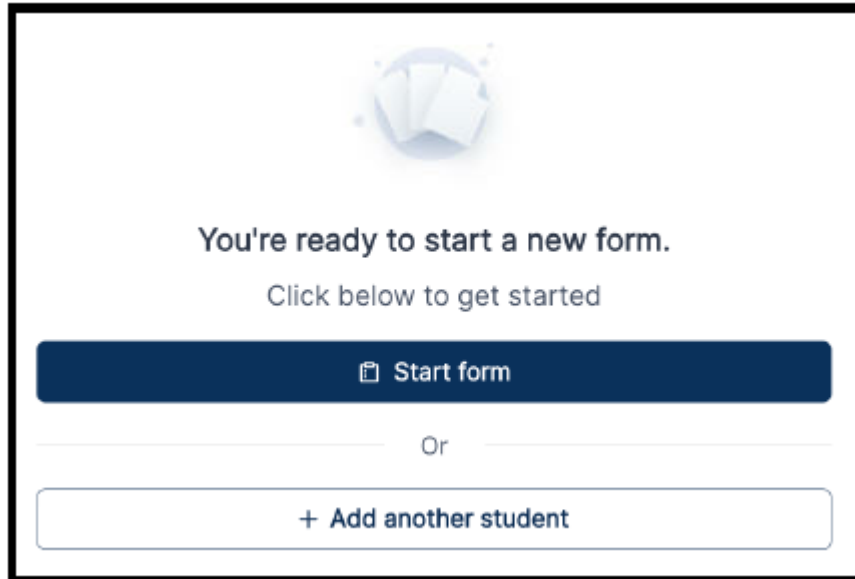 You're ready to start a new form.
Click below to get started
Start form
Or
+ Add another student